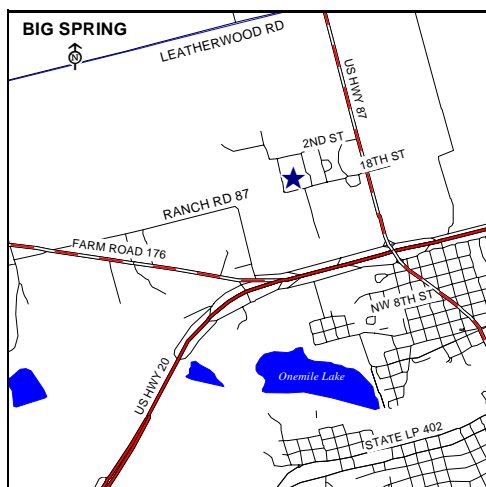 BIG SPRING
N
LEATHERWOOD RD
US HWY 87
2ND ST
18TH ST
RANCH RD 87
FARM ROAD 176
NW 8TH ST
US HWY 20
Onemile Lake
STATE LP 402